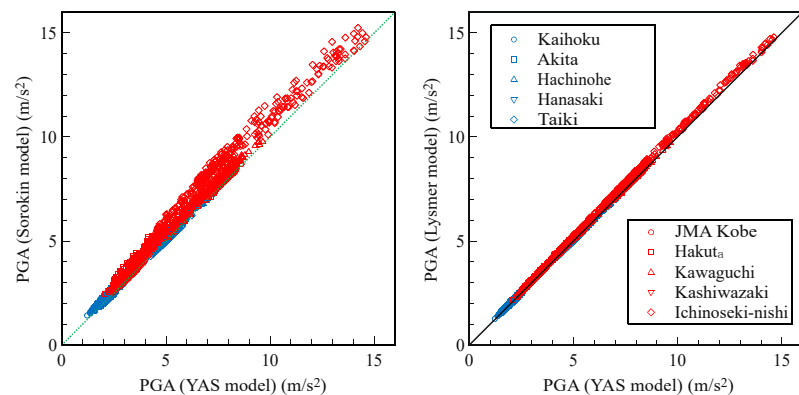 15
10
5
0
PGA (Sorokin model) (m/s²)
0
5
10
15
PGA (YAS model) (m/s²)
15
10
5
0
PGA (Lysmer model) (m/s²)
Kaihoku
Akita
Hachinohe
Hanasaki
Taiki
JMA Kobe
Hakuta
Kawaguchi
Kashiwazaki
Ichinoseki-nishi
0
5
10
15
PGA (YAS model) (m/s²)